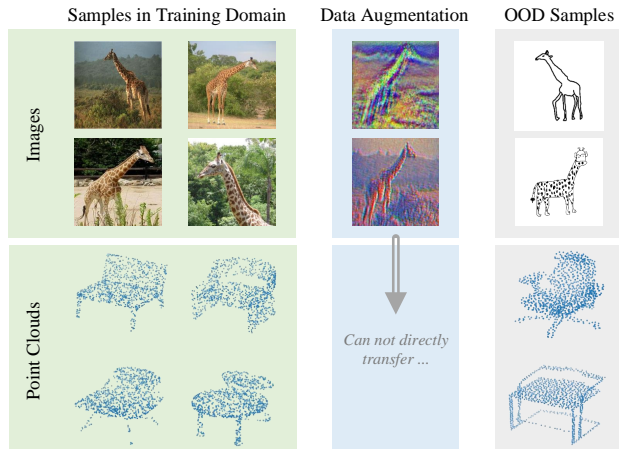 Samples in Training Domain
Data Augmentation
OOD Samples
Images
Point Clouds
Can not directly
transfer ...